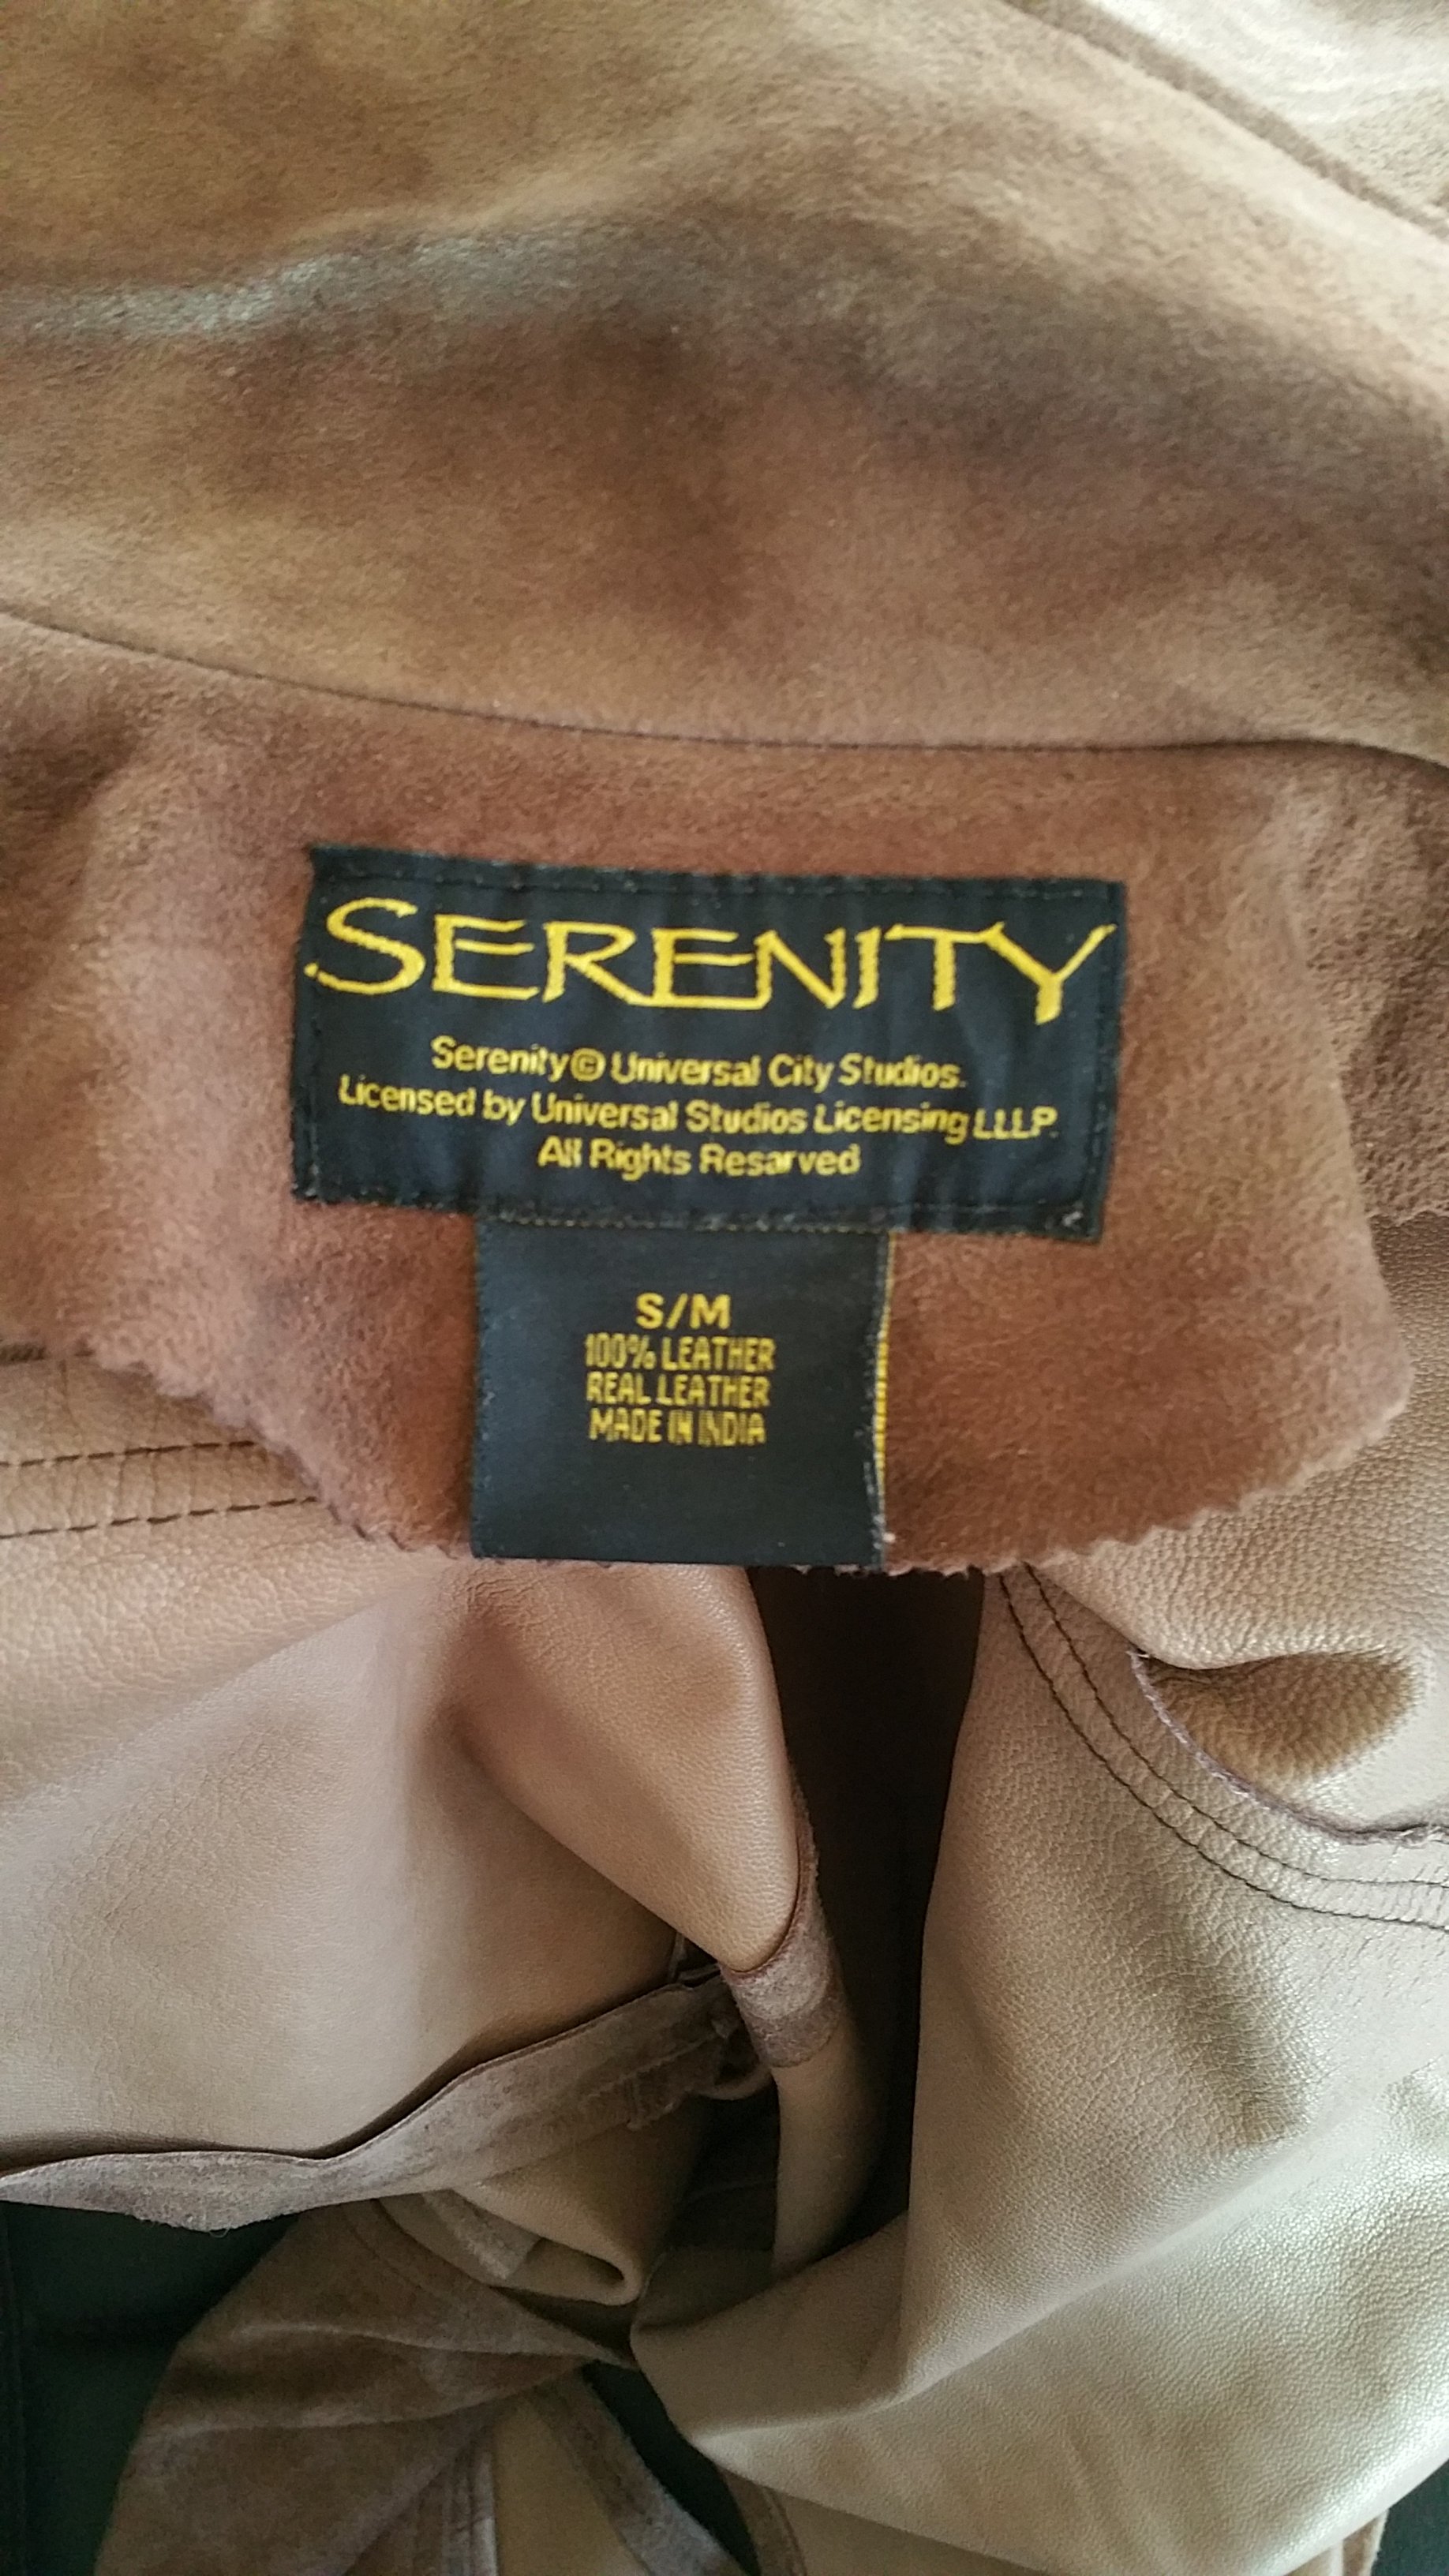 SERENITY
Serenity© Universal City Studios.
Licensed by Universal Studios Licensing LLLP.
All Rights Resarved
S/M
100% LEATHER
REAL LEATHER
MADE IN INDIA